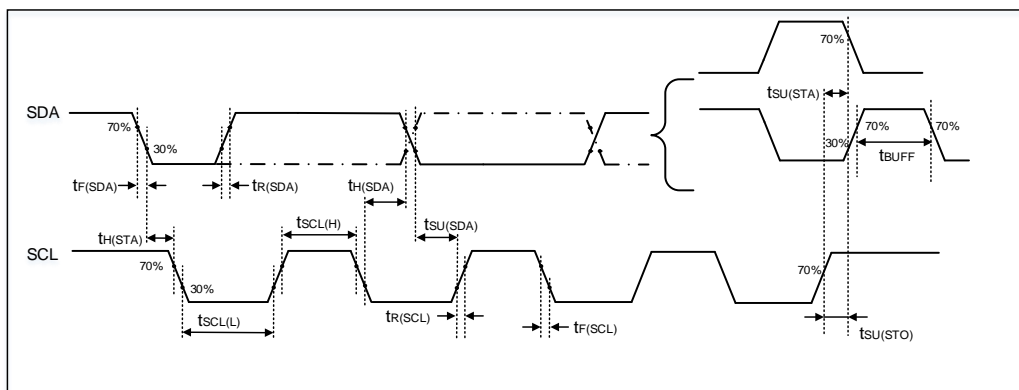 70%
tSU(STA)
SDA
70%
30%
30%
70%
70%
tBUFF
tF(SDA)
tR(SDA)
tH(SDA)
tH(STA)
tSCL(H)
tSU(SDA)
SCL
70%
30%
70%
tSCL(L)
tR(SCL)
tF(SCL)
tSU(STO)